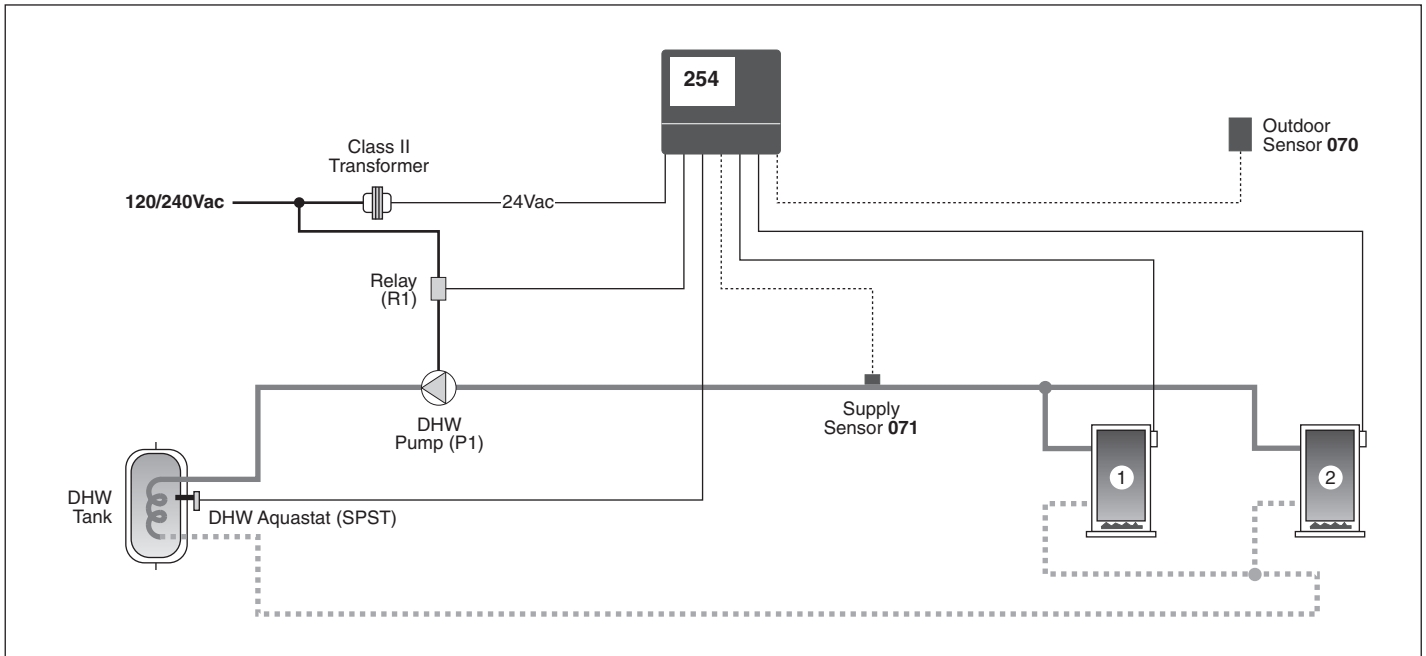 254
Outdoor
Sensor 070
Class II
Transformer
120/240Vac
24Vac
Relay
(R1)
DHW
Pump (P1)
Supply
Sensor 071
1
2
DHW
Tank
DHW Aquastat (SPST)